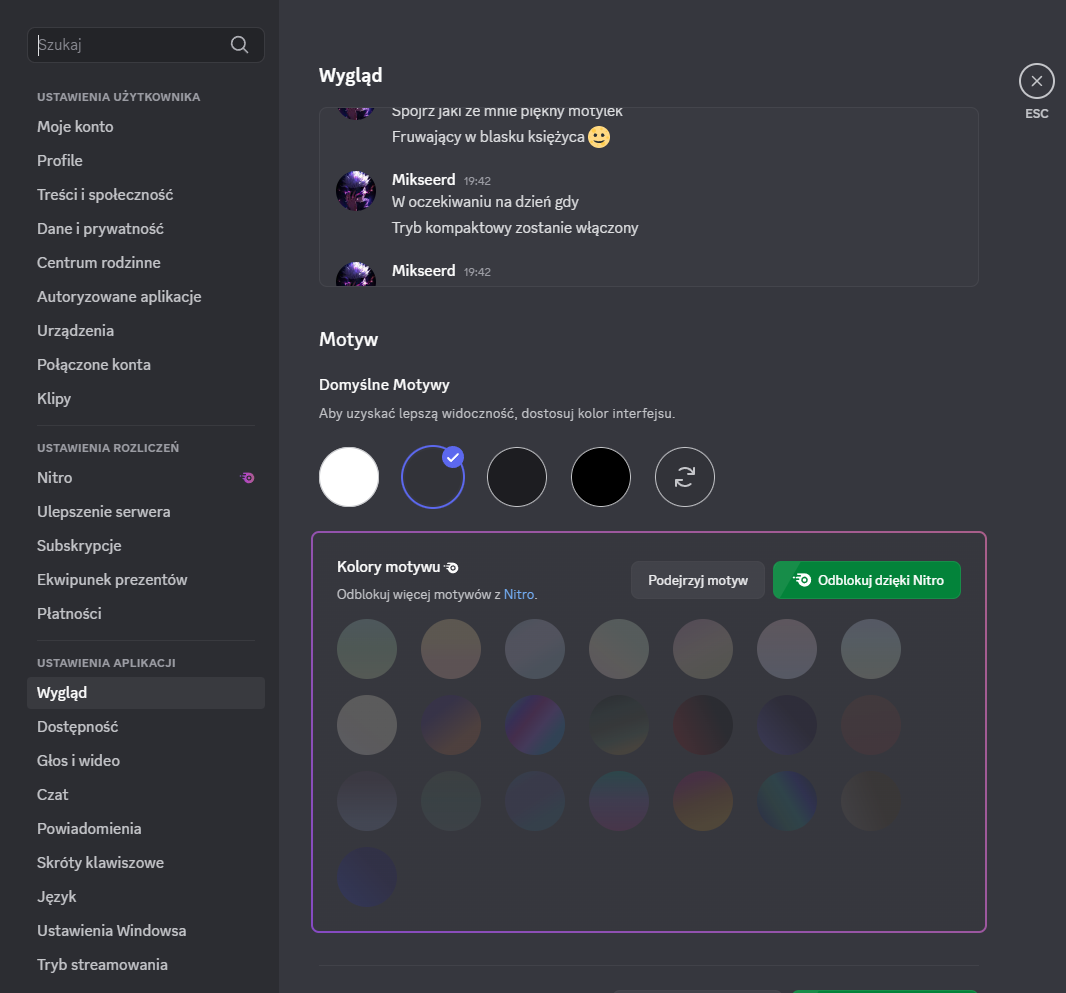 Szukaj
USTAWIENIA UŻYTKOWNIKA
Moje konto
Profile
Treści i społeczność
Dane i prywatność
Centrum rodzinne
Autoryzowane aplikacje
Urządzenia
Połączone konta
Klipy
USTAWIENIA ROZLICZEŃ
Nitro
Ulepszenie serwera
Subskrypcje
Ekwipunek prezentów
Płatności
USTAWIENIA APLIKACJI
Wygląd
Dostępność
Głos i wideo
Czat
Powiadomienia
Skróty klawiszowe
Język
Ustawienia Windowsa
Tryb streamowania
Wygląd
ESC
Spójrz jaki ze mnie piękny motylek
Fruwający w blasku księżyca 🙂
Mikseerd 19:42
W oczekiwaniu na dzień gdy
Tryb kompaktowy zostanie włączony
Mikseerd 19:42
Motyw
Domyślne Motywy
Aby uzyskać lepszą widoczność, dostosuj kolor interfejsu.
Kolory motywu
Odblokuj więcej motywów z Nitro.
Podejrzyj motyw
Odblokuj dzięki Nitro